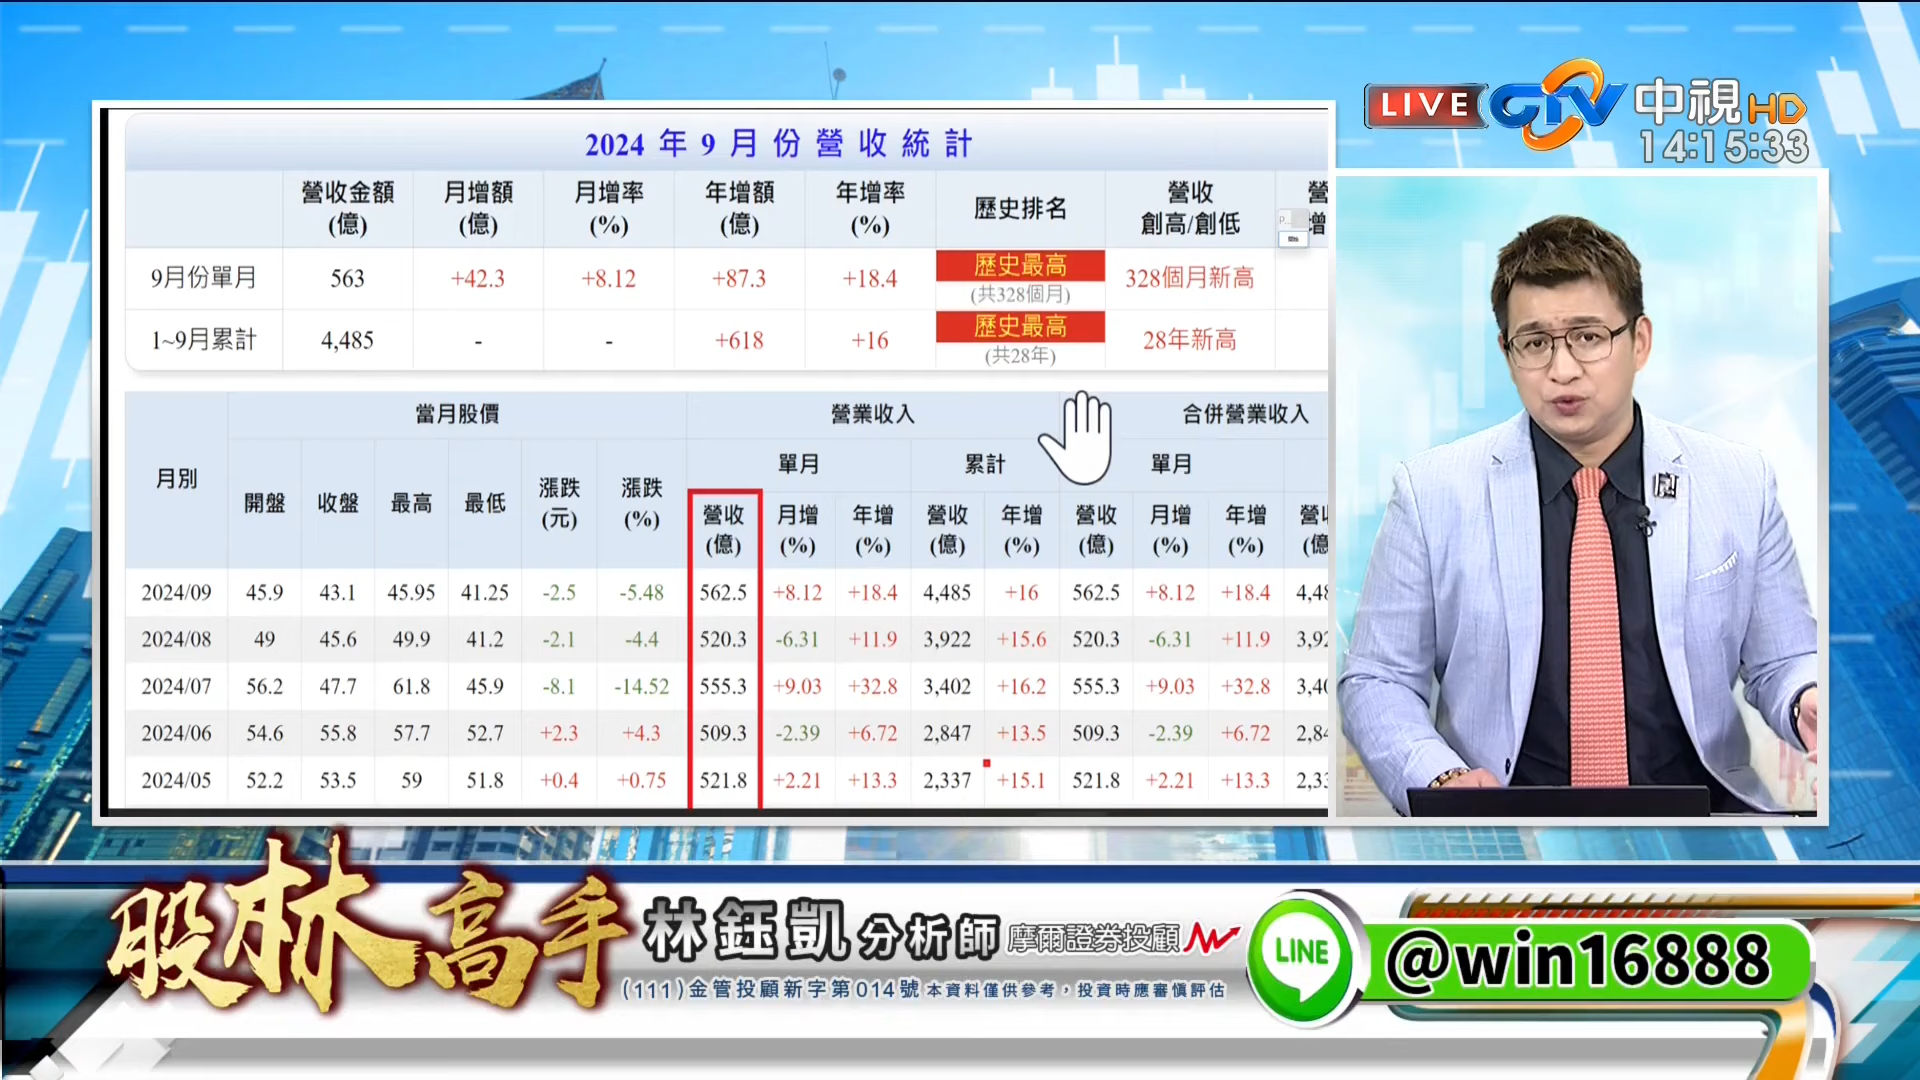 LIVE CTV 中視HD
14:15:33
2024年9月份營收統計
營收金額(億) 月增額(億) 月增率(%) 年增額(億) 年增率(%) 歷史排名 營收創高/創低
9月份單月 563 +42.3 +8.12 +87.3 +18.4 歷史最高 (共328個月) 328個月新高
1~9月累計 4,485 - - +618 +16 歷史最高 (共28年) 28年新高
月別 當月股價 營業收入 合併營業收入
單月 累計 單月
開盤 收盤 最高 最低 漲跌(元) 漲跌(%) 營收(億) 月增(%) 年增(%) 營收(億) 年增(%) 營收(億) 月增(%) 年增(%) 營
2024/09 45.9 43.1 45.95 41.25 -2.5 -5.48 562.5 +8.12 +18.4 4,485 +16 562.5 +8.12 +18.4 4,48
2024/08 49 45.6 49.9 41.2 -2.1 -4.4 520.3 -6.31 +11.9 3,922 +15.6 520.3 -6.31 +11.9 3,92
2024/07 56.2 47.7 61.8 45.9 -8.1 -14.52 555.3 +9.03 +32.8 3,402 +16.2 555.3 +9.03 +32.8 3,40
2024/06 54.6 55.8 57.7 52.7 +2.3 +4.3 509.3 -2.39 +6.72 2,847 +13.5 509.3 -2.39 +6.72 2,84
2024/05 52.2 53.5 59 51.8 +0.4 +0.75 521.8 +2.21 +13.3 2,337 +15.1 521.8 +2.21 +13.3 2,33
股林高手
林鈺凱分析師 摩爾證券投顧
(111)金管投顧新字第014號 本資料僅供參考，投資時應審慎評估
LINE @win16888